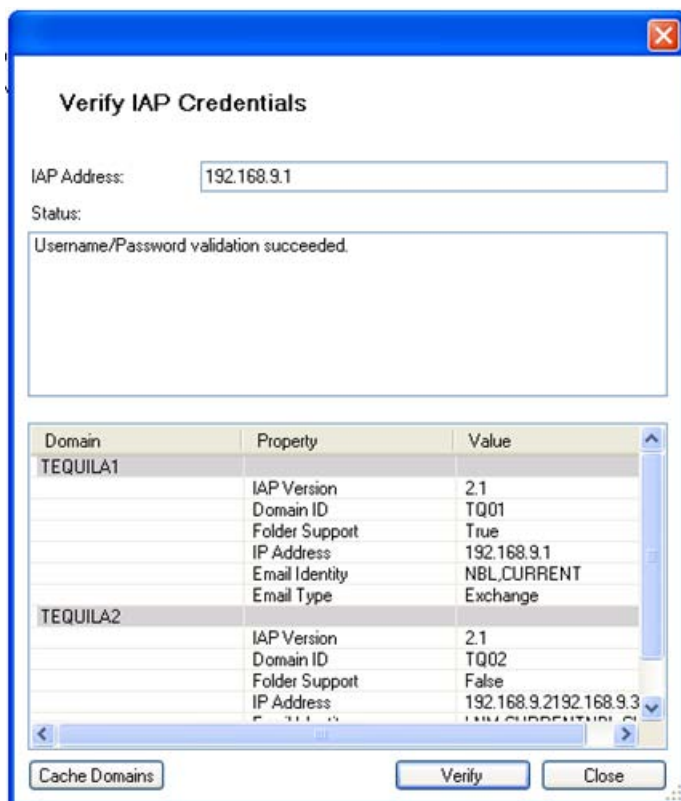 Verify IAP Credentials
IAP Address: 192.168.9.1
Status:
Username/Password validation succeeded.
Domain Property Value
TEQUILA1
IAP Version 2.1
Domain ID TQ01
Folder Support True
IP Address 192.168.9.1
Email Identity NBL,CURRENT
Email Type Exchange
TEQUILA2
IAP Version 2.1
Domain ID TQ02
Folder Support False
IP Address 192.168.9.2192.168.9.3
Cache Domains Verify Close